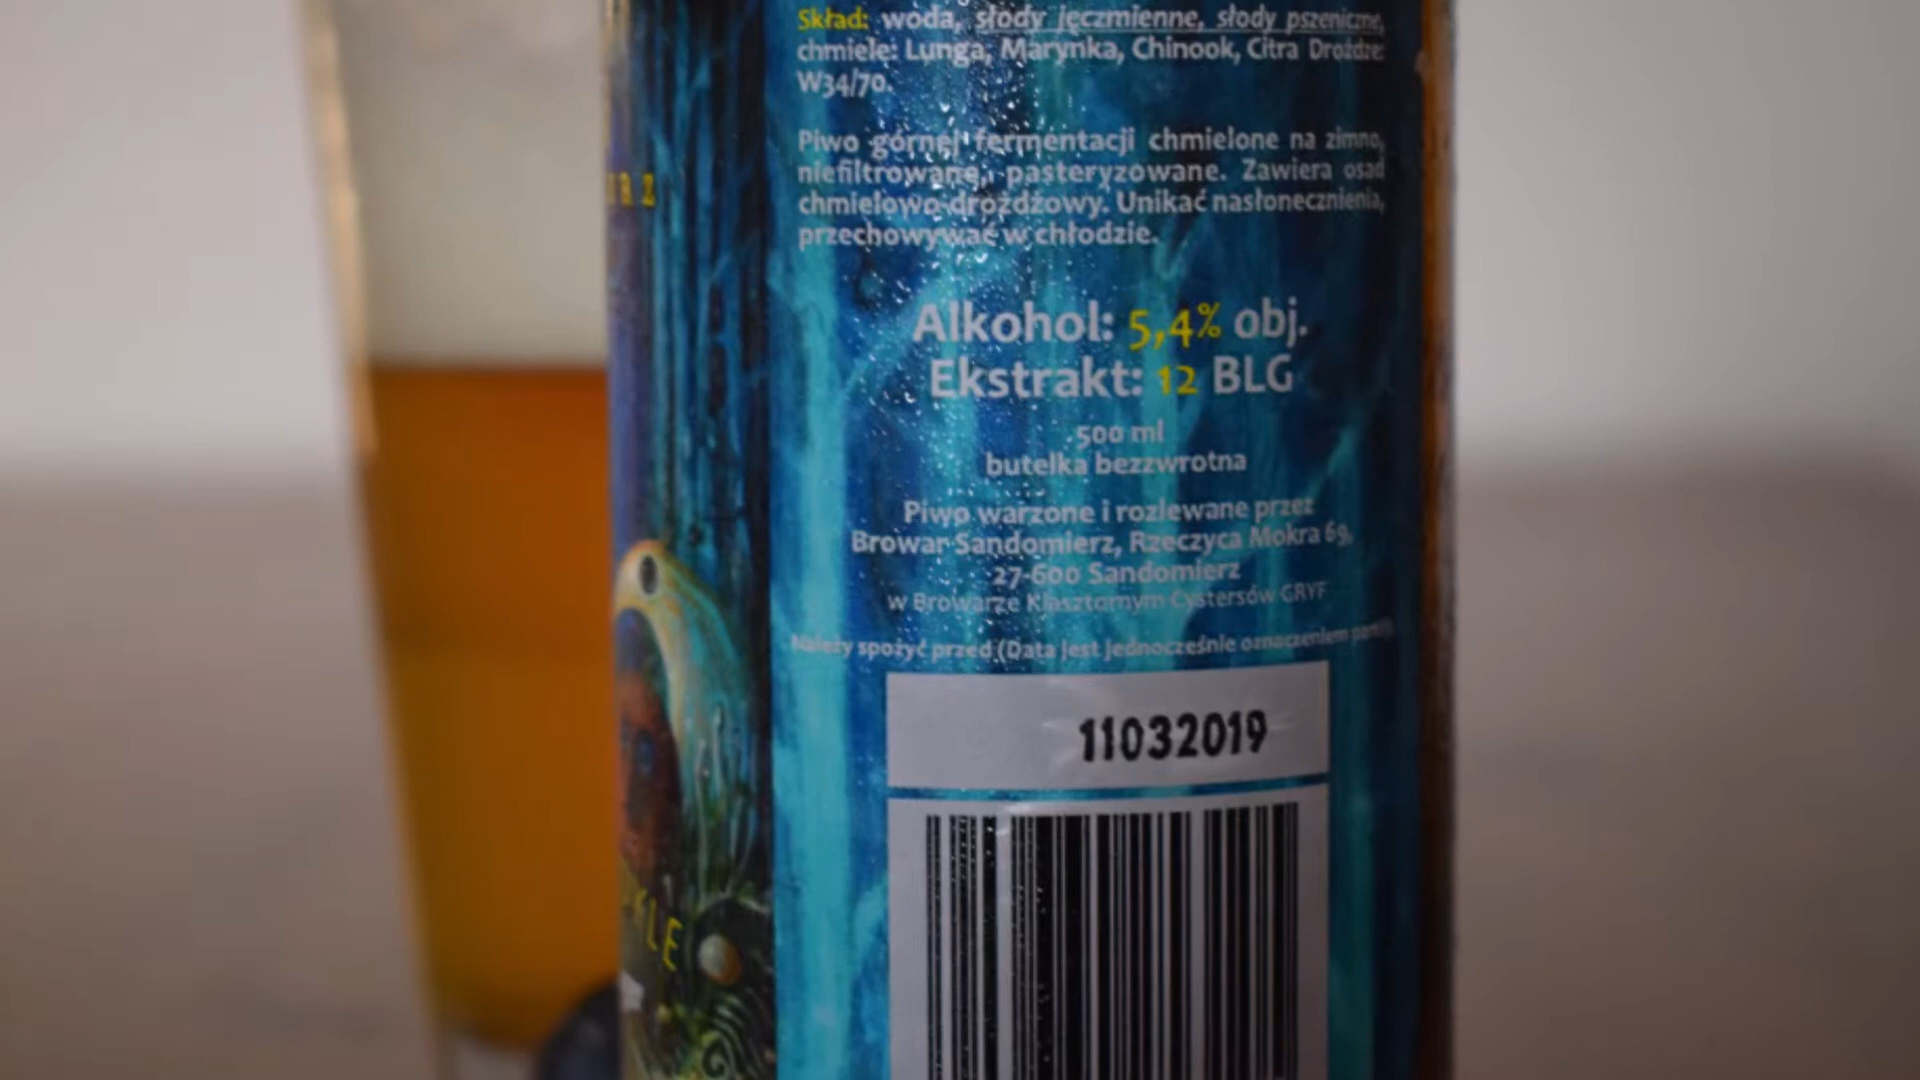 Skład: woda, słody jęczmienne, słody pszeniczne,
chmiele: Lunga, Marynka, Chinook, Citra Drożdże:
W34/70.
Piwo górnej fermentacji chmielone na zimno,
niefiltrowane, pasteryzowane. Zawiera osad
chmielowo-drożdżowy. Unikać nasłonecznienia,
przechowywać w chłodzie.
Alkohol: 5,4% obj.
Ekstrakt: 12 BLG
500 ml
butelka bezzwrotna
Piwo warzone i rozlewane przez
Browar Sandomierz, Rzeczyca Mokra 69,
27-600 Sandomierz
w Browarze Klasztornym Cystersów GRYF
Należy spożyć przed (Data jest jednocześnie oznaczeniem partii).
11032019